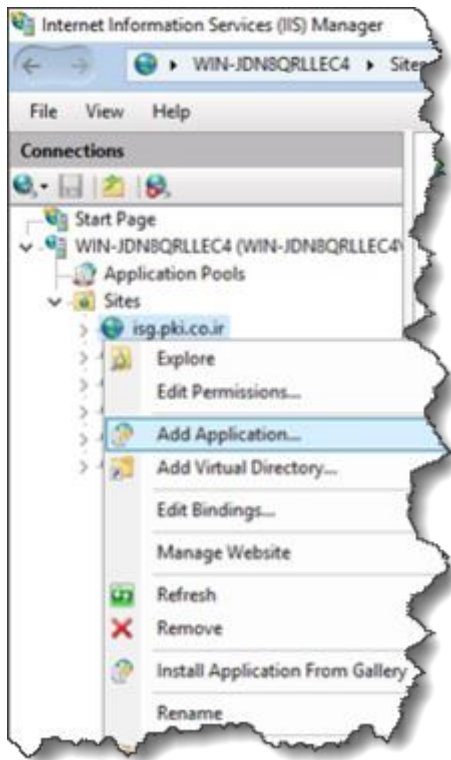 Internet Information Services (IIS) Manager
WIN-JDN8QRLLEC4 Sites
File View Help
Connections
Start Page
WIN-JDN8QRLLEC4 (WIN-JDN8QRLLEC4\
Application Pools
Sites
isg.pki.co.ir
Explore
Edit Permissions...
Add Application...
Add Virtual Directory...
Edit Bindings...
Manage Website
Refresh
Remove
Install Application From Gallery
Rename